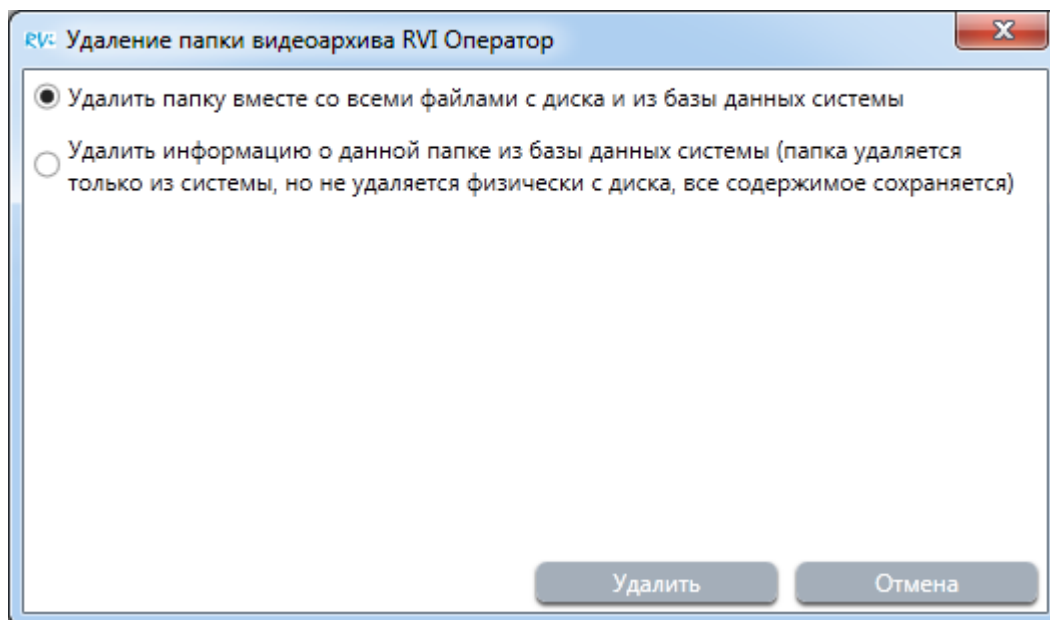 RVi Удаление папки видеоархива RVI Оператор
Удалить папку вместе со всеми файлами с диска и из базы данных системы
Удалить информацию о данной папке из базы данных системы (папка удаляется
только из системы, но не удаляется физически с диска, все содержимое сохраняется)
Удалить Отмена